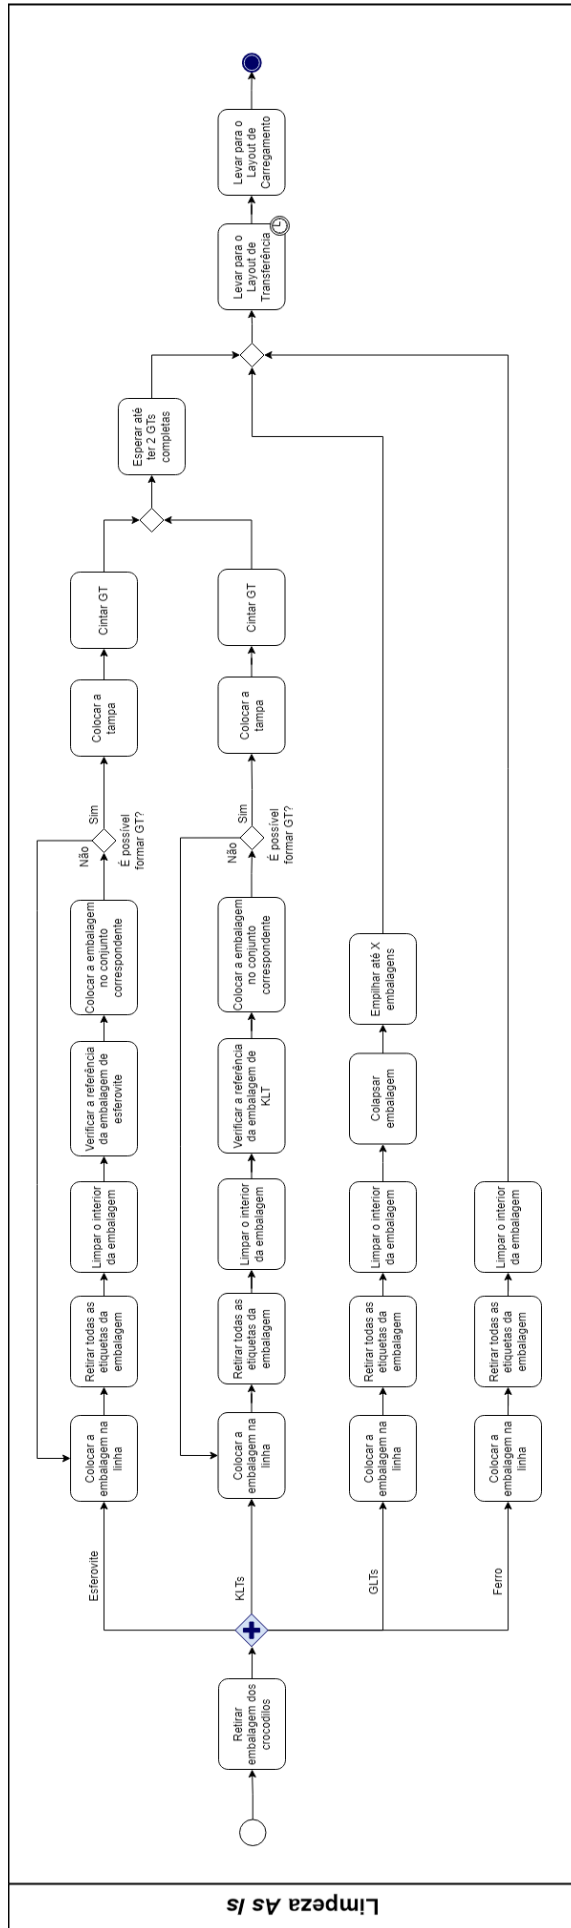 Limpeza As Is
Retirar
embalagem dos
crocodilos
Esferovite
Colocar a
embalagem na
linha
Retirar todas as
etiquetas da
embalagem
Limpar o interior
da embalagem
Verificar a referência
da embalagem de
esferovite
Colocar a embalagem
no conjunto
correspondente
Não
Sim
É possível
formar GT?
Colocar a
tampa
Cintar GT
KLTs
Colocar a
embalagem na
linha
Retirar todas as
etiquetas da
embalagem
Limpar o interior
da embalagem
Verificar a referência
da embalagem de
KLT
Colocar a embalagem
no conjunto
correspondente
Não
Sim
É possível
formar GT?
Colocar a
tampa
Cintar GT
Esperar até
ter 2 GTs
completas
GLTs
Colocar a
embalagem na
linha
Retirar todas as
etiquetas da
embalagem
Limpar o interior
da embalagem
Colapsar
embalagem
Empilhar até X
embalagens
Ferro
Colocar a
embalagem na
linha
Retirar todas as
etiquetas da
embalagem
Limpar o interior
da embalagem
Levar para o
Layout de
Transferência
Levar para o
Layout de
Carregamento